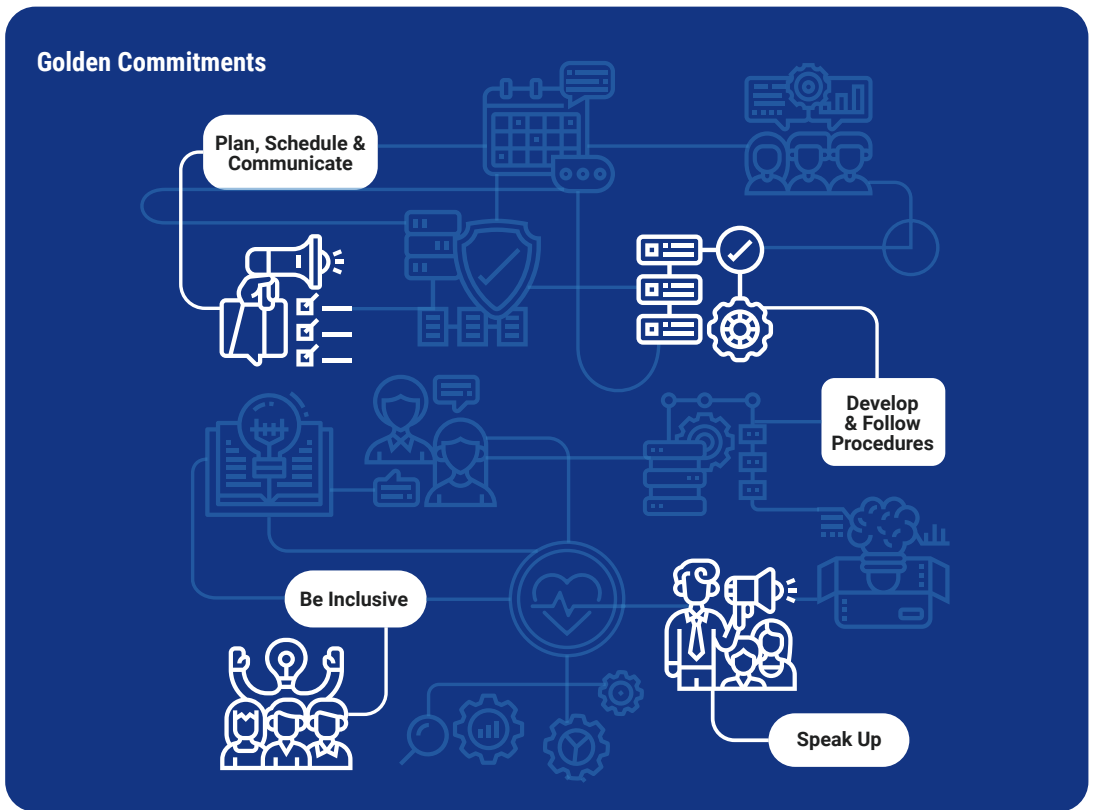 Golden Commitments
Plan, Schedule &
Communicate
Develop
& Follow
Procedures
Be Inclusive
Speak Up